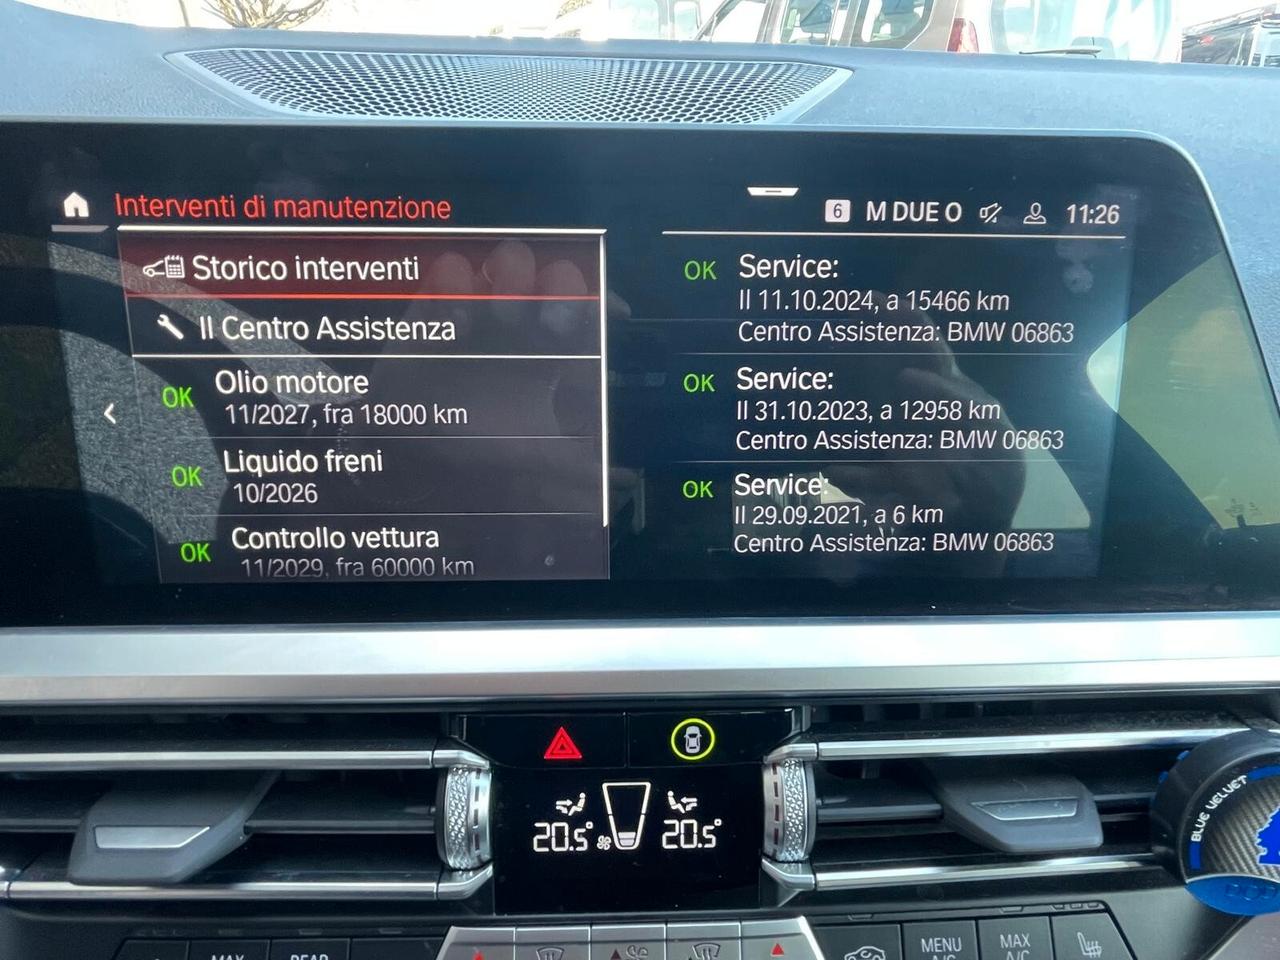 Interventi di manutenzione
6 M DUE O 11:26
Storico interventi
Il Centro Assistenza
OK Olio motore
11/2027, fra 18000 km
OK Liquido freni
10/2026
OK Controllo vettura
11/2029, fra 60000 km
OK Service:
Il 11.10.2024, a 15466 km
Centro Assistenza: BMW 06863
OK Service:
Il 31.10.2023, a 12958 km
Centro Assistenza: BMW 06863
OK Service:
Il 29.09.2021, a 6 km
Centro Assistenza: BMW 06863
20.5° 20.5°
BLUE VELVET
MAX
REAR
MENU
A/C
MAX
A/C